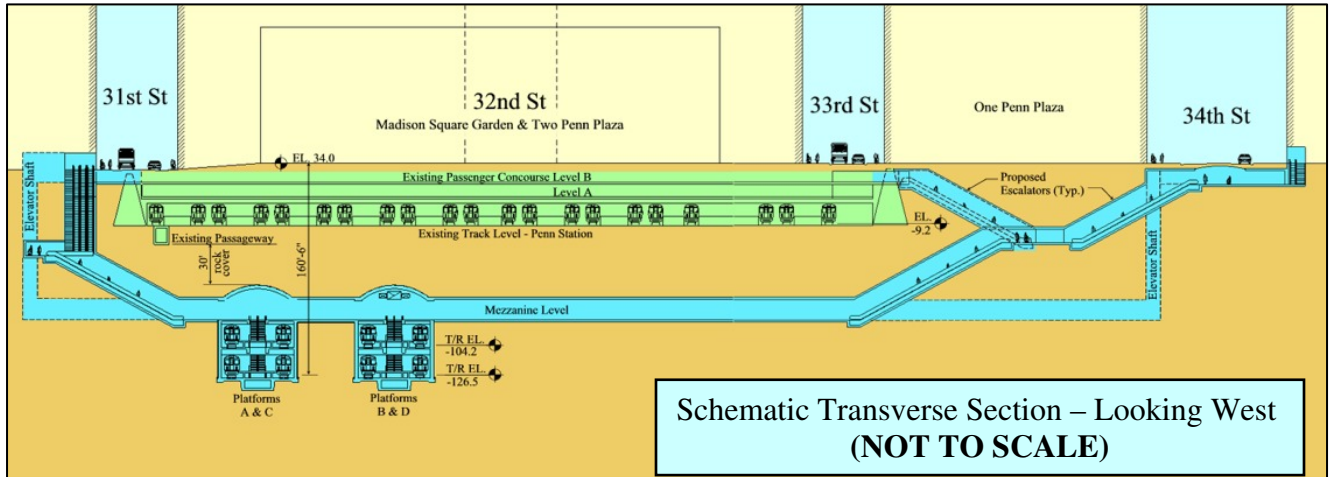 31st St
32nd St
Madison Square Garden & Two Penn Plaza
33rd St
One Penn Plaza
34th St
EL. 34.0
Existing Passenger Concourse Level B
Level A
Proposed
Escalators (Typ.)
Elevator Shaft
EL.
-9.2
Existing Passageway
Existing Track Level - Penn Station
30'
rock
cover
160'-6"
Elevator Shaft
Mezzanine Level
T/R EL.
-104.2
T/R EL.
-126.5
Platforms
A & C
Platforms
B & D
Schematic Transverse Section – Looking West
(NOT TO SCALE)